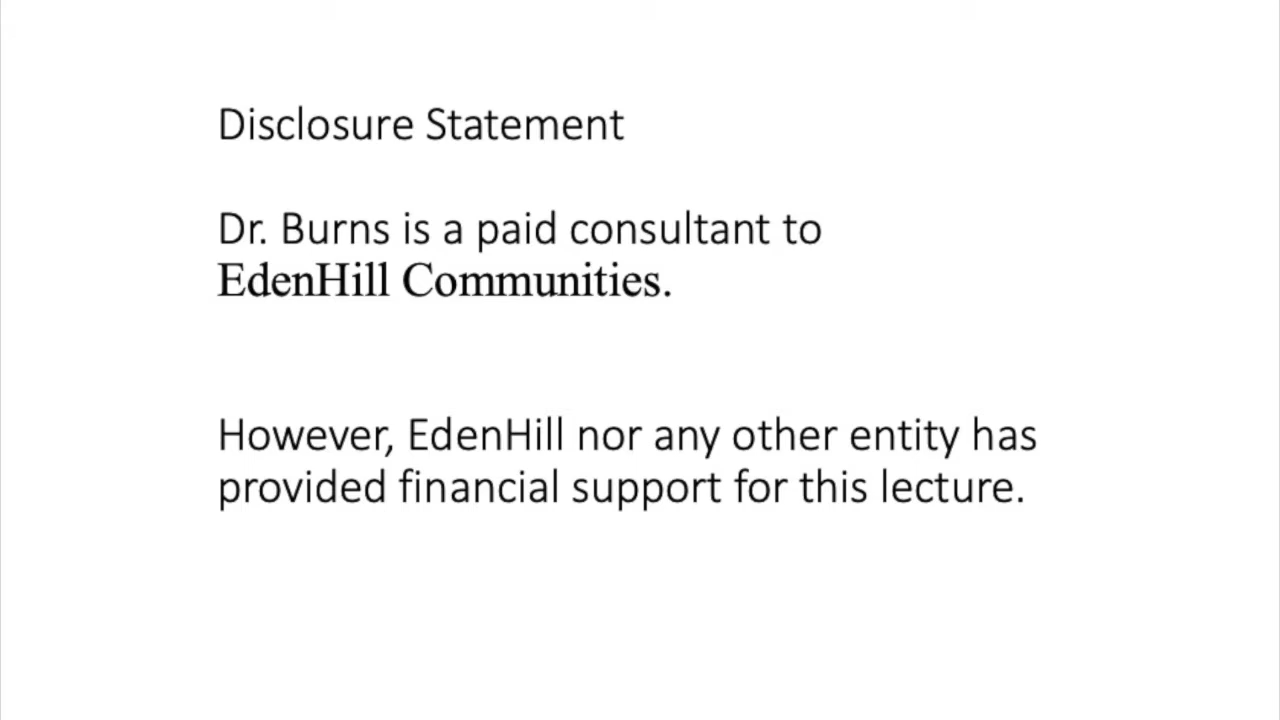 Disclosure Statement
Dr. Burns is a paid consultant to
EdenHill Communities.
However, EdenHill nor any other entity has
provided financial support for this lecture.